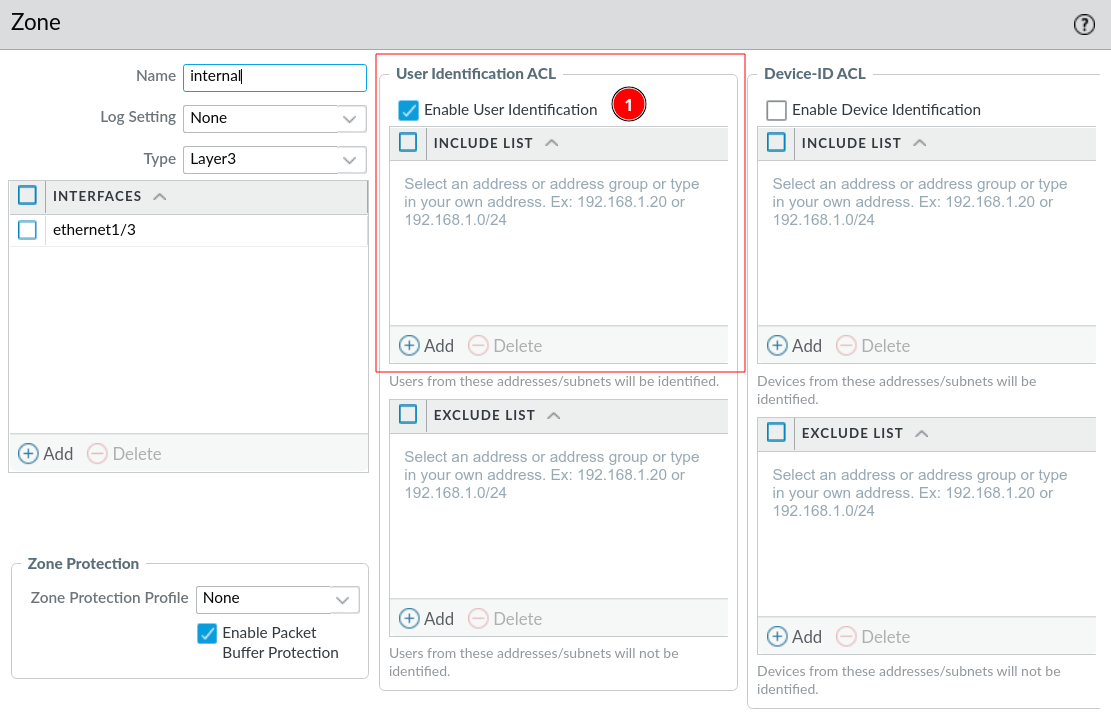 Zone
Name internal
Log Setting None
Type Layer3
INTERFACES
ethernet1/3
Add Delete
Zone Protection
Zone Protection Profile None
Enable Packet
Buffer Protection
User Identification ACL
Enable User Identification 1
INCLUDE LIST
Select an address or address group or type
in your own address. Ex: 192.168.1.20 or
192.168.1.0/24
Add Delete
Users from these addresses/subnets will be identified.
EXCLUDE LIST
Select an address or address group or type
in your own address. Ex: 192.168.1.20 or
192.168.1.0/24
Add Delete
Users from these addresses/subnets will not be
identified.
Device-ID ACL
Enable Device Identification
INCLUDE LIST
Select an address or address group or type
in your own address. Ex: 192.168.1.20 or
192.168.1.0/24
Add Delete
Devices from these addresses/subnets will be
identified.
EXCLUDE LIST
Select an address or address group or type
in your own address. Ex: 192.168.1.20 or
192.168.1.0/24
Add Delete
Devices from these addresses/subnets will not be
identified.